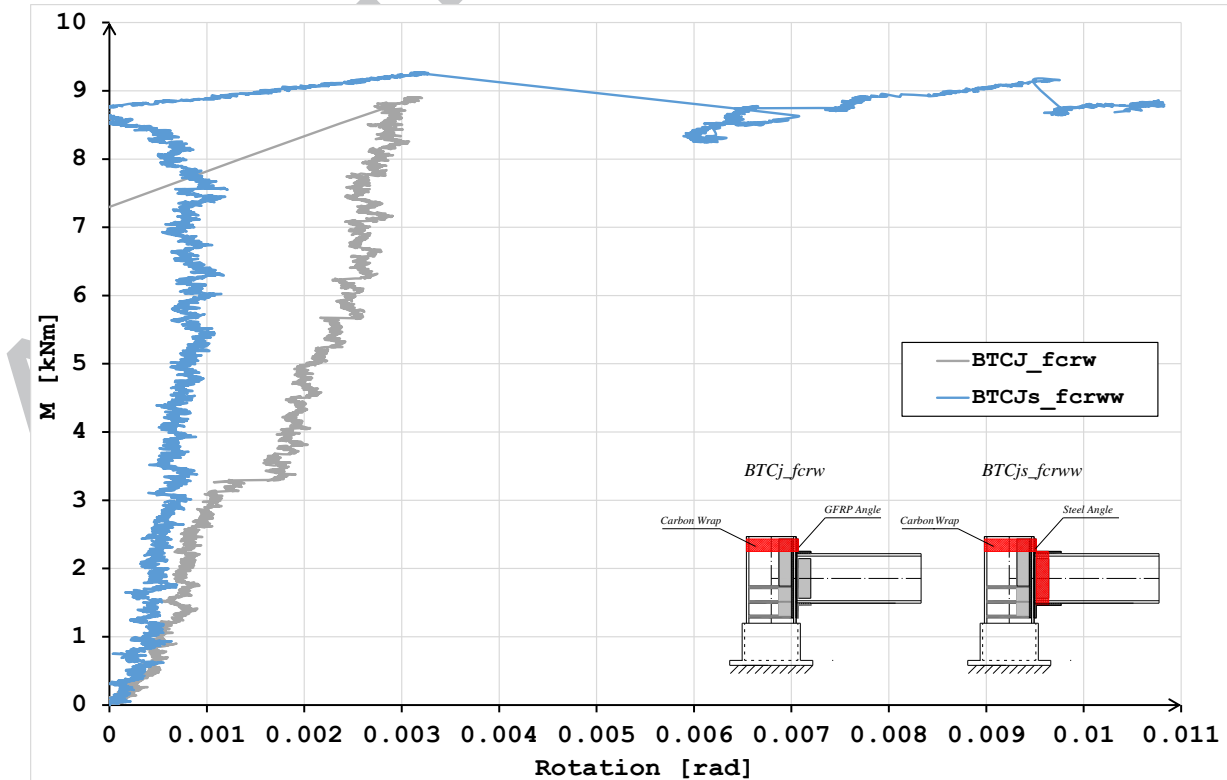 10
9
8
7
6
5
4
3
2
1
0
M [kNm]
0 0.001 0.002 0.003 0.004 0.005 0.006 0.007 0.008 0.009 0.01 0.011
Rotation [rad]
BTCJ_fcrw
BTCJs_fcrww
BTCj_fcrw
Carbon Wrap
GFRP Angle
BTCjs_fcrww
Carbon Wrap
Steel Angle